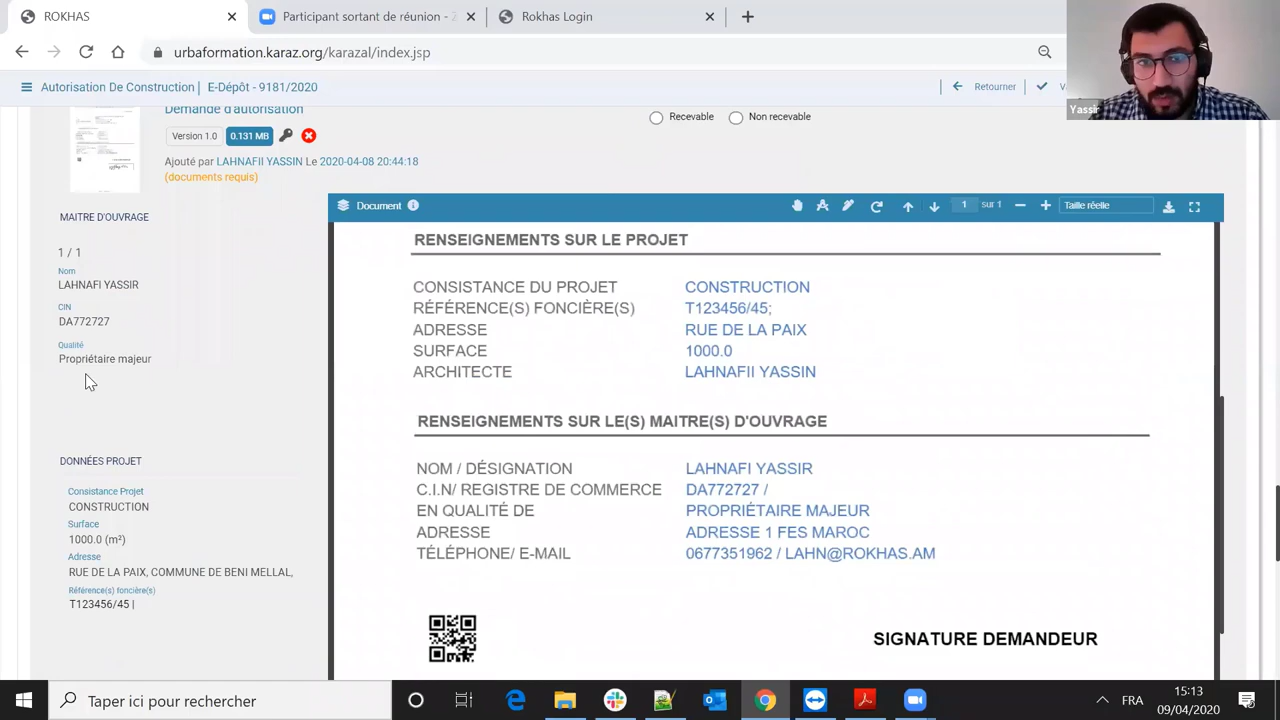 ROKHAS
Participant sortant de réunion - 2
Rokhas Login
urbaformation.karaz.org/karazal/index.jsp
Autorisation De Construction | E-Dépôt - 9181/2020
Retourner
Yassir
Demande d'autorisation
Version 1.0 0.131 MB
Ajouté par LAHNAFII YASSIN Le 2020-04-08 20:44:18
(documents requis)
Recevable Non recevable
MAITRE D'OUVRAGE
1 / 1
Nom
LAHNAFI YASSIR
CIN
DA772727
Qualité
Propriétaire majeur
DONNÉES PROJET
Consistance Projet
CONSTRUCTION
Surface
1000.0 (m²)
Adresse
RUE DE LA PAIX, COMMUNE DE BENI MELLAL,
Référence(s) foncière(s)
T123456/45 |
Document 1 sur 1 Taille réelle
RENSEIGNEMENTS SUR LE PROJET
CONSISTANCE DU PROJET CONSTRUCTION
RÉFÉRENCE(S) FONCIÈRE(S) T123456/45;
ADRESSE RUE DE LA PAIX
SURFACE 1000.0
ARCHITECTE LAHNAFII YASSIN
RENSEIGNEMENTS SUR LE(S) MAITRE(S) D'OUVRAGE
NOM / DÉSIGNATION LAHNAFI YASSIR
C.I.N/ REGISTRE DE COMMERCE DA772727 /
EN QUALITÉ DE PROPRIÉTAIRE MAJEUR
ADRESSE ADRESSE 1 FES MAROC
TÉLÉPHONE/ E-MAIL 0677351962 / LAHN@ROKHAS.AM
SIGNATURE DEMANDEUR
Taper ici pour rechercher
FRA
15:13
09/04/2020